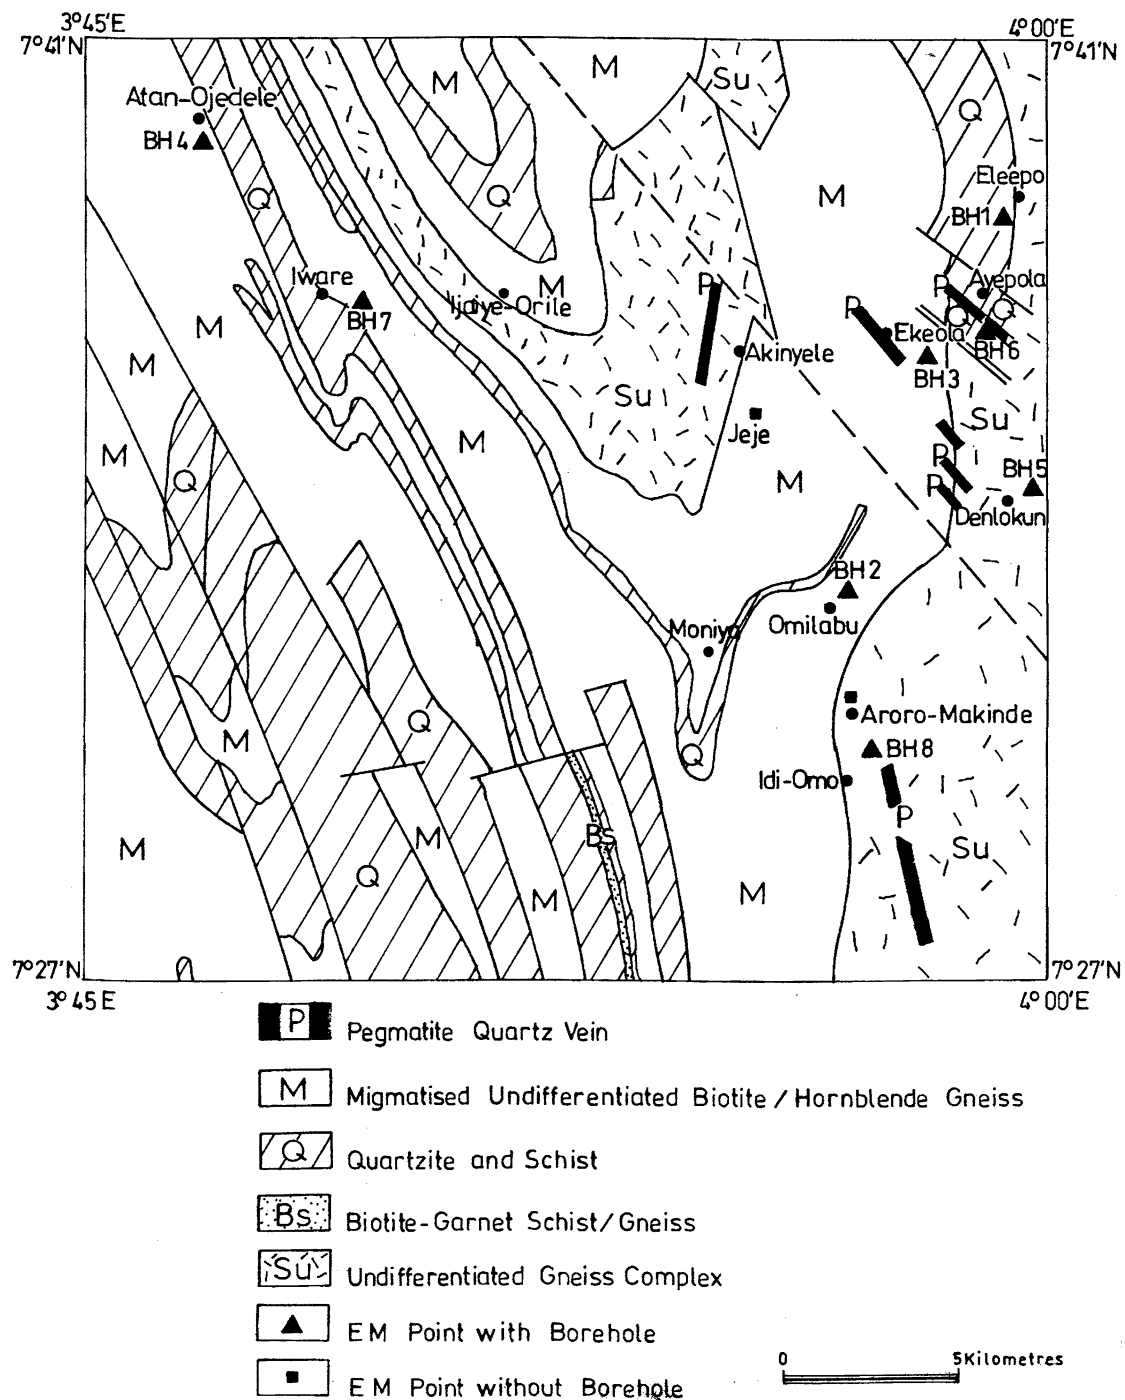 3°45'E
4°00'E
7°41'N
7°41'N
M
M
Su
Atan-Ojedele
BH4
Q
Q
Q
M
Eleepo
BH1
Iware
BH7
M
Ijaiye-Orile
M
P
P
P
Ayepola
Q
Q
Ekeola
BH3
BH6
M
Akinyele
Su
Jeje
Su
M
M
Q
M
P
P
BH5
Denlokun
BH2
Omilabu
Moniya
Q
M
Q
Aroro-Makinde
BH8
Idi-Omo
P
Su
M
M
Bs
Q
M
M
7°27'N
7°27'N
3°45E
4°00'E
P Pegmatite Quartz Vein
M Migmatised Undifferentiated Biotite / Hornblende Gneiss
Q Quartzite and Schist
Bs Biotite-Garnet Schist/Gneiss
Su Undifferentiated Gneiss Complex
EM Point with Borehole
EM Point without Borehole
0 5Kilometres